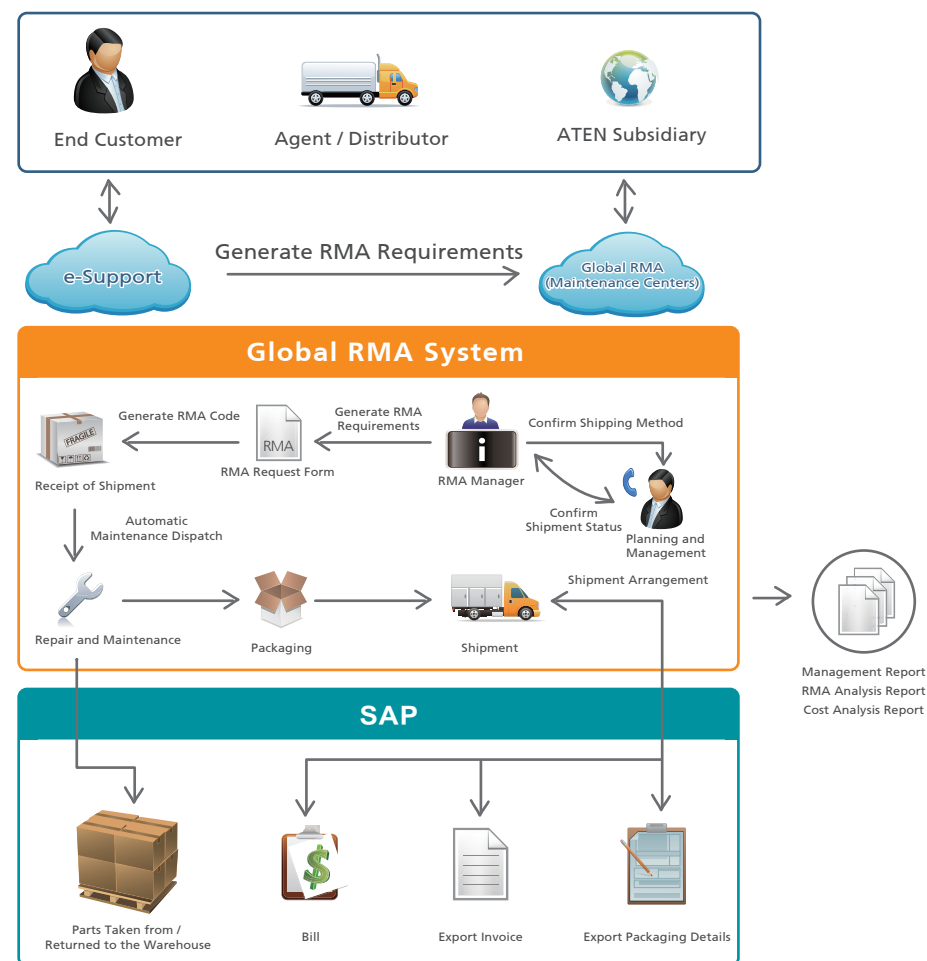 End Customer
Agent / Distributor
ATEN Subsidiary
Generate RMA Requirements
e-Support
Global RMA
(Maintenance Centers)
Global RMA System
Generate RMA Code
Generate RMA
Requirements
Confirm Shipping Method
FRAGILE
RMA
i
Receipt of Shipment
RMA Request Form
RMA Manager
Confirm
Shipment Status
Planning and
Management
Automatic
Maintenance Dispatch
Shipment Arrangement
Repair and Maintenance
Packaging
Shipment
Management Report
RMA Analysis Report
Cost Analysis Report
SAP
$
Parts Taken from /
Returned to the Warehouse
Bill
Export Invoice
Export Packaging Details